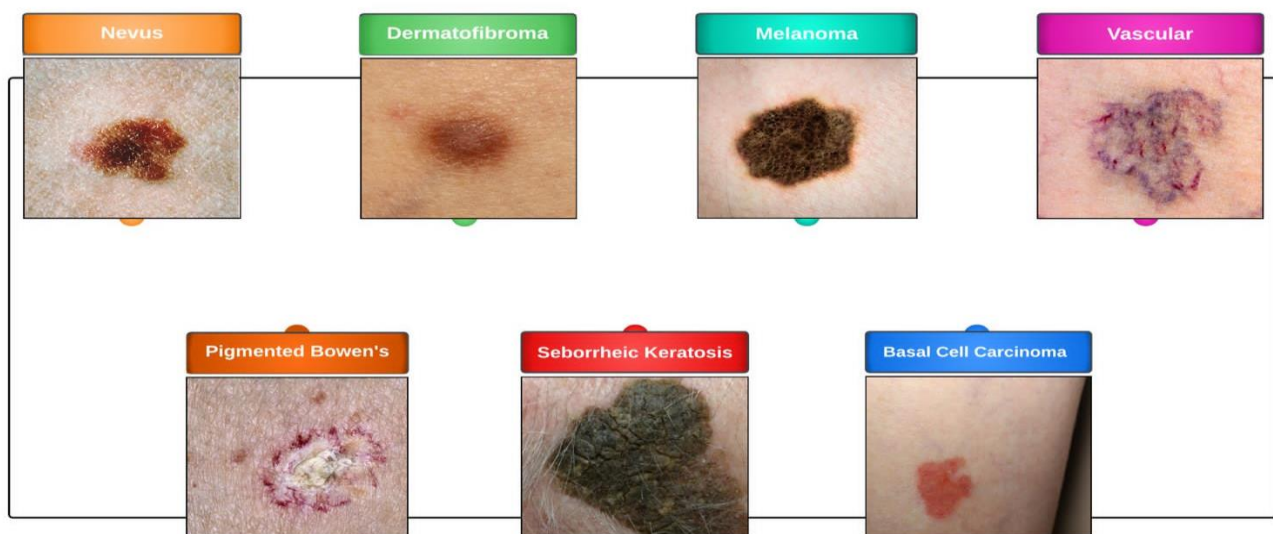 Nevus
Dermatofibroma
Melanoma
Vascular
Pigmented Bowen's
Seborrheic Keratosis
Basal Cell Carcinoma